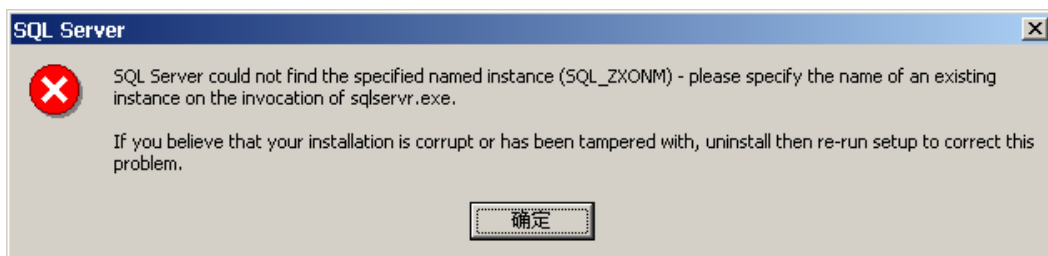 SQL Server
SQL Server could not find the specified named instance (SQL_ZXONM) - please specify the name of an existing
instance on the invocation of sqlservr.exe.
If you believe that your installation is corrupt or has been tampered with, uninstall then re-run setup to correct this
problem.
确定